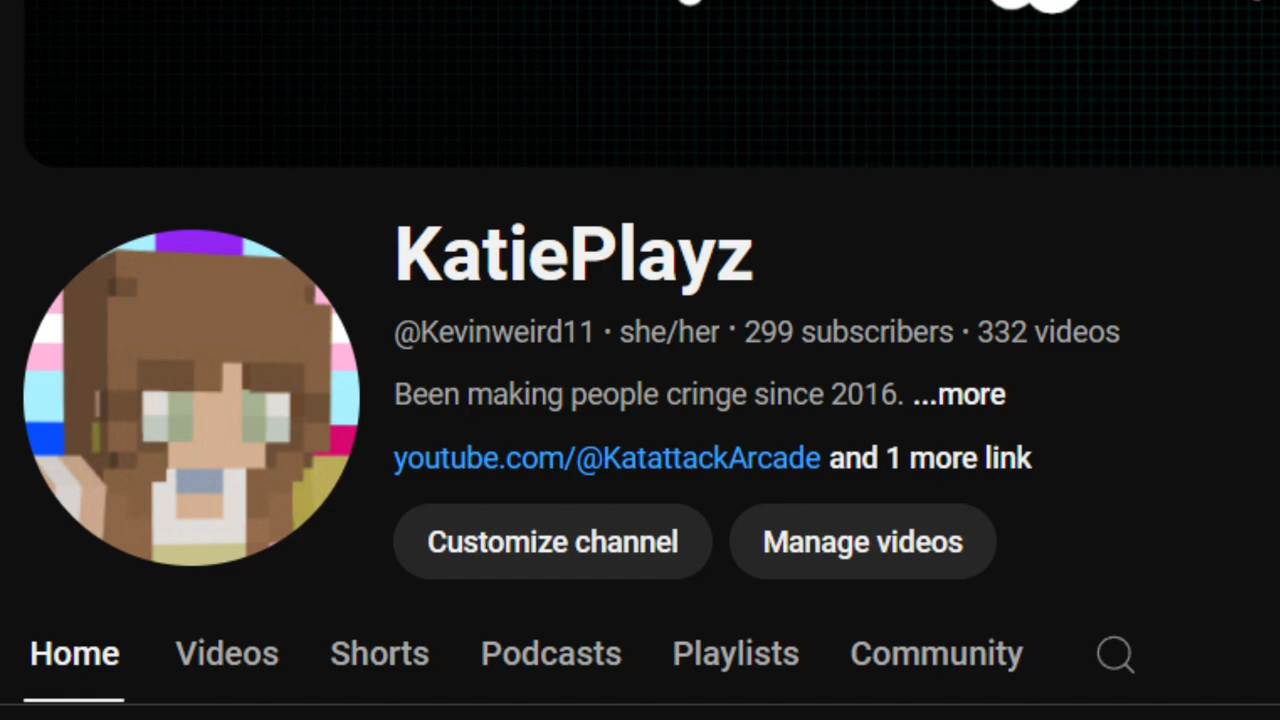 KatiePlayz
@Kevinweird11 · she/her · 299 subscribers · 332 videos
Been making people cringe since 2016. ...more
youtube.com/@KatattackArcade and 1 more link
Customize channel Manage videos
Home Videos Shorts Podcasts Playlists Community